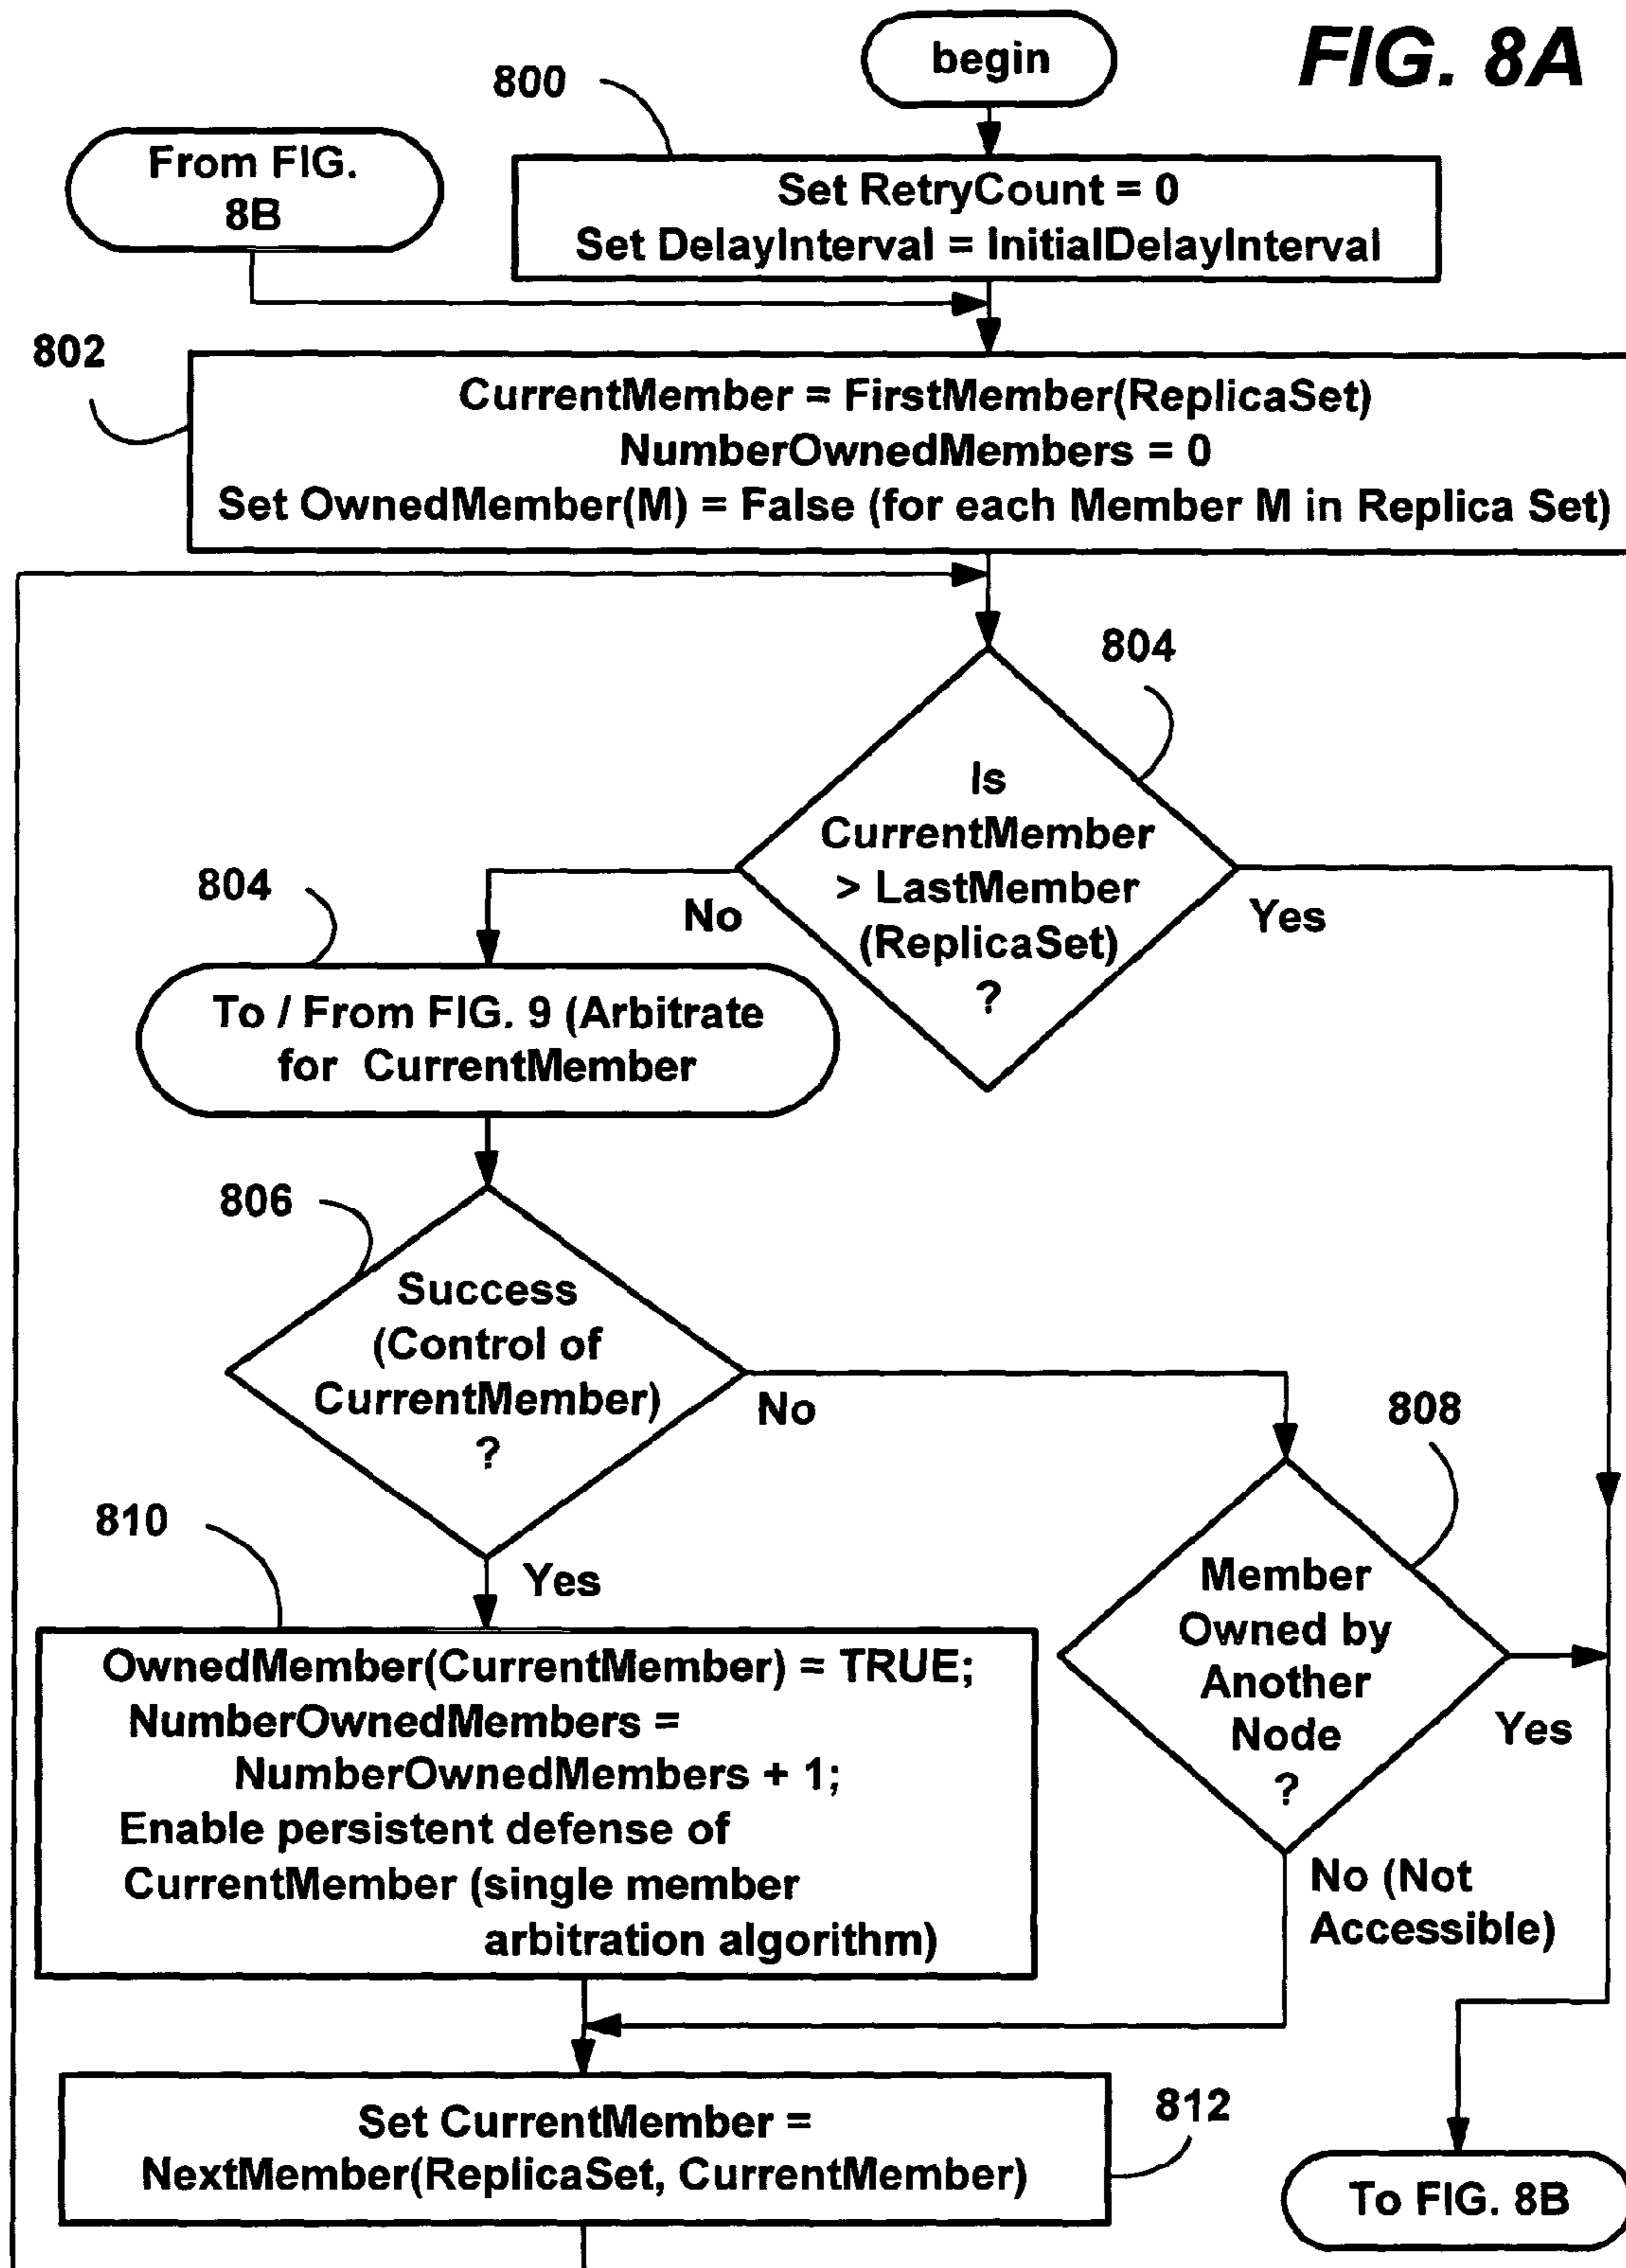 FIG. 8A
begin
800
From FIG.
8B
Set RetryCount = 0
Set DelayInterval = InitialDelayInterval
802
CurrentMember = FirstMember(ReplicaSet)
NumberOwnedMembers = 0
Set OwnedMember(M) = False (for each Member M in Replica Set)
804
Is
CurrentMember
> LastMember
(ReplicaSet)
?
No
Yes
804
To / From FIG. 9 (Arbitrate
for CurrentMember
806
Success
(Control of
CurrentMember)
?
No
Yes
808
Member
Owned by
Another
Node
?
Yes
No (Not
Accessible)
810
OwnedMember(CurrentMember) = TRUE;
NumberOwnedMembers =
NumberOwnedMembers + 1;
Enable persistent defense of
CurrentMember (single member
arbitration algorithm)
Set CurrentMember =
NextMember(ReplicaSet, CurrentMember)
812
To FIG. 8B